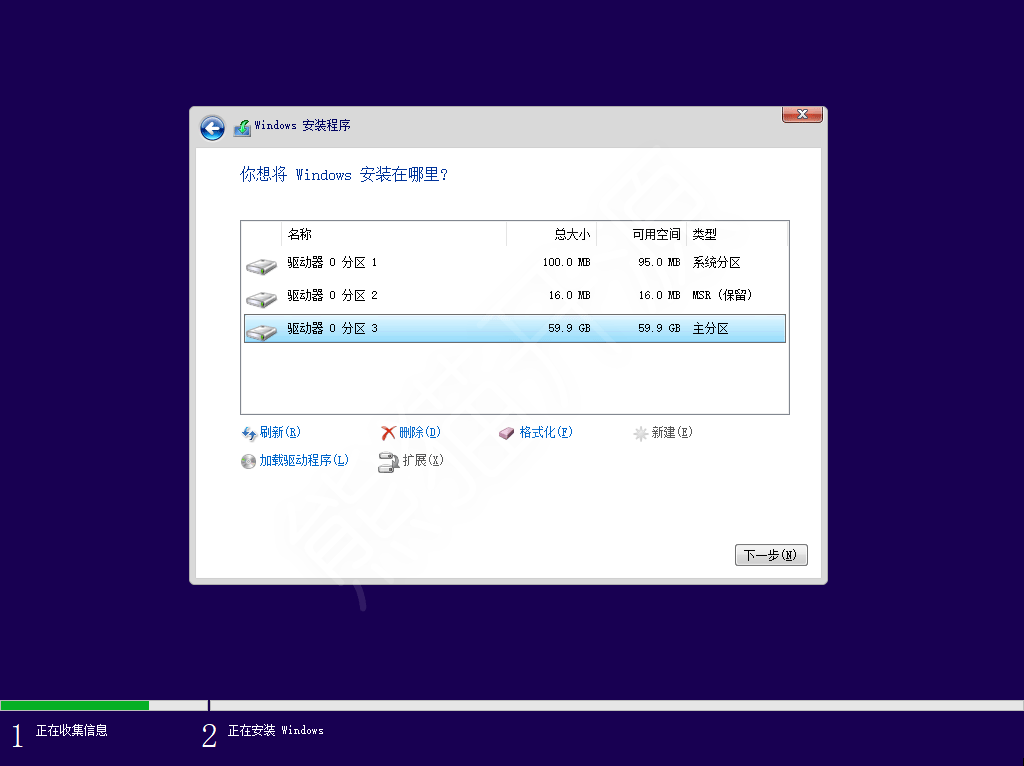 Windows 安装程序
你想将 Windows 安装在哪里?
名称 总大小 可用空间 类型
驱动器 0 分区 1 100.0 MB 95.0 MB 系统分区
驱动器 0 分区 2 16.0 MB 16.0 MB MSR (保留)
驱动器 0 分区 3 59.9 GB 59.9 GB 主分区
刷新(R) 删除(D) 格式化(F) 新建(E)
加载驱动程序(L) 扩展(X)
下一步(N)
1 正在收集信息 2 正在安装 Windows